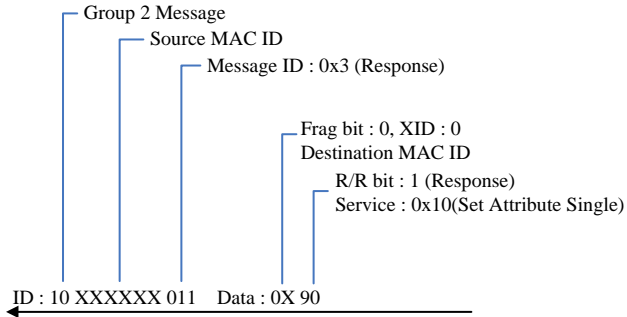 Group 2 Message
Source MAC ID
Message ID : 0x3 (Response)
Frag bit : 0, XID : 0
Destination MAC ID
R/R bit : 1 (Response)
Service : 0x10(Set Attribute Single)
ID : 10 XXXXXX 011 Data : 0X 90